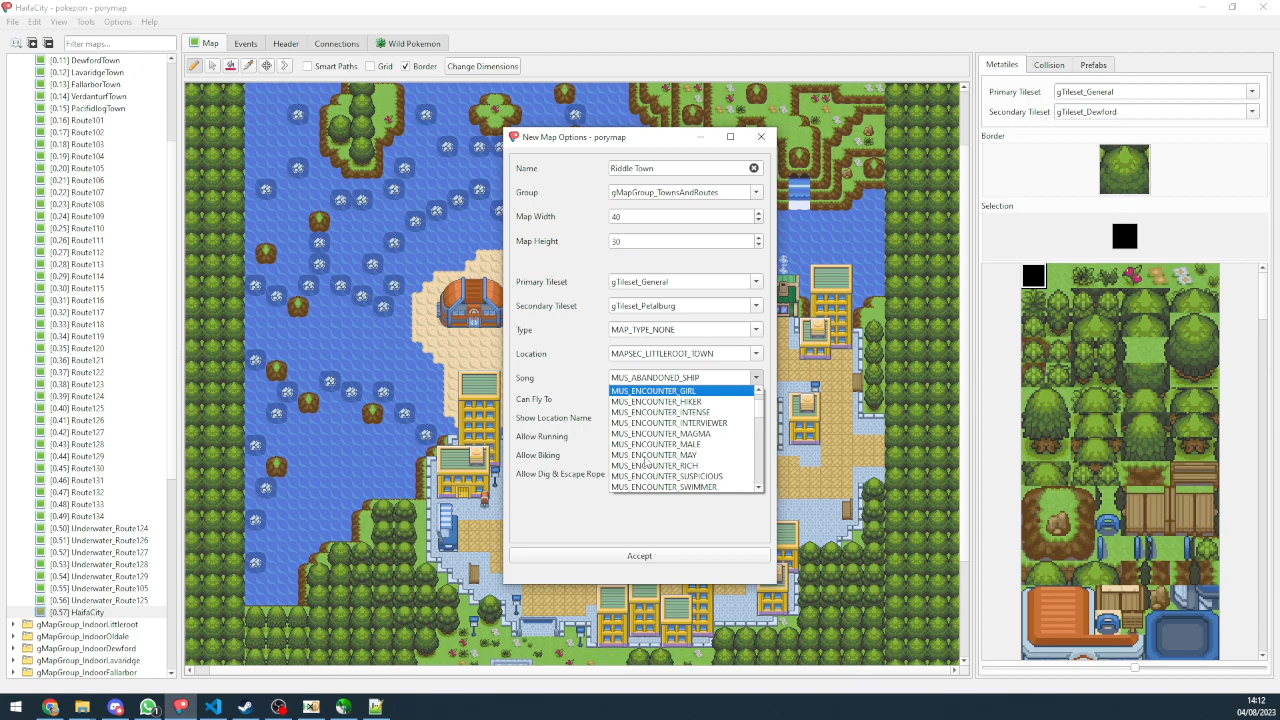 HaifaCity - pokezion - porymap
File Edit View Tools Options Help
Filter maps...
[0.11] DewfordTown
[0.12] LavaridgeTown
[0.13] FallarborTown
[0.14] VerdanturfTown
[0.15] PacifidlogTown
[0.16] Route101
[0.17] Route102
[0.18] Route103
[0.19] Route104
[0.20] Route105
[0.21] Route106
[0.22] Route107
[0.23] Route108
[0.24] Route109
[0.25] Route110
[0.26] Route111
[0.27] Route112
[0.28] Route113
[0.29] Route114
[0.30] Route115
[0.31] Route116
[0.32] Route117
[0.33] Route118
[0.34] Route119
[0.35] Route120
[0.36] Route121
[0.37] Route122
[0.38] Route123
[0.39] Route124
[0.40] Route125
[0.41] Route126
[0.42] Route127
[0.43] Route128
[0.44] Route129
[0.45] Route130
[0.46] Route131
[0.47] Route132
[0.48] Route133
[0.49] Route134
[0.50] Underwater_Route124
[0.51] Underwater_Route126
[0.52] Underwater_Route127
[0.53] Underwater_Route128
[0.54] Underwater_Route129
[0.55] Underwater_Route105
[0.56] Underwater_Route125
[0.57] HaifaCity
gMapGroup_IndoorLittleroot
gMapGroup_IndoorOldale
gMapGroup_IndoorDewford
gMapGroup_IndoorLavaridge
gMapGroup_IndoorFallarbor
Map Events Header Connections Wild Pokemon
Smart Paths Grid Border Change Dimensions
New Map Options - porymap
Name Riddle Town
Group gMapGroup_TownsAndRoutes
Map Width 40
Map Height 30
Primary Tileset gTileset_General
Secondary Tileset gTileset_Petalburg
Type MAP_TYPE_NONE
Location MAPSEC_LITTLEROOT_TOWN
Song MUS_ABANDONED_SHIP
Can Fly To
Show Location Name
Allow Running
Allow Biking
Allow Dig & Escape Rope
MUS_ENCOUNTER_GIRL
MUS_ENCOUNTER_HIKER
MUS_ENCOUNTER_INTENSE
MUS_ENCOUNTER_INTERVIEWER
MUS_ENCOUNTER_MAGMA
MUS_ENCOUNTER_MALE
MUS_ENCOUNTER_MAY
MUS_ENCOUNTER_RICH
MUS_ENCOUNTER_SUSPICIOUS
MUS_ENCOUNTER_SWIMMER
Accept
Metatiles Collision Prefabs
Primary Tileset gTileset_General
Secondary Tileset gTileset_Dewford
Border
Selection
14:12
04/08/2023